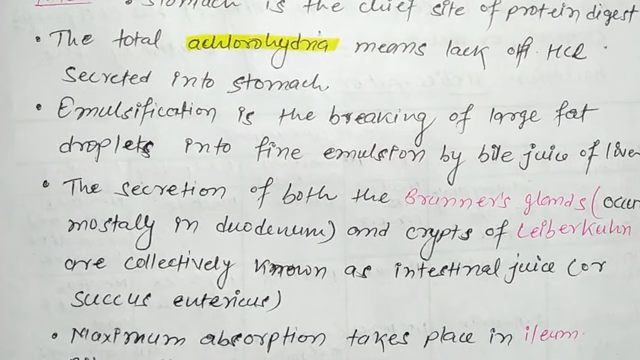 • Stomach is the chief site of protein digest
• The total achlorohydria means lack off HCl.
Secreted into stomach
• Emulsification is the breaking of large fat
droplets into fine emulsion by bile juice of live
• The secretion of both the Brunner's glands (occur
mostaly in duodenum) and crypts of Leiberkuhn
are collectively known as intestinal juice (or
succus entericus)
• Maximum absorption takes place in ileum.